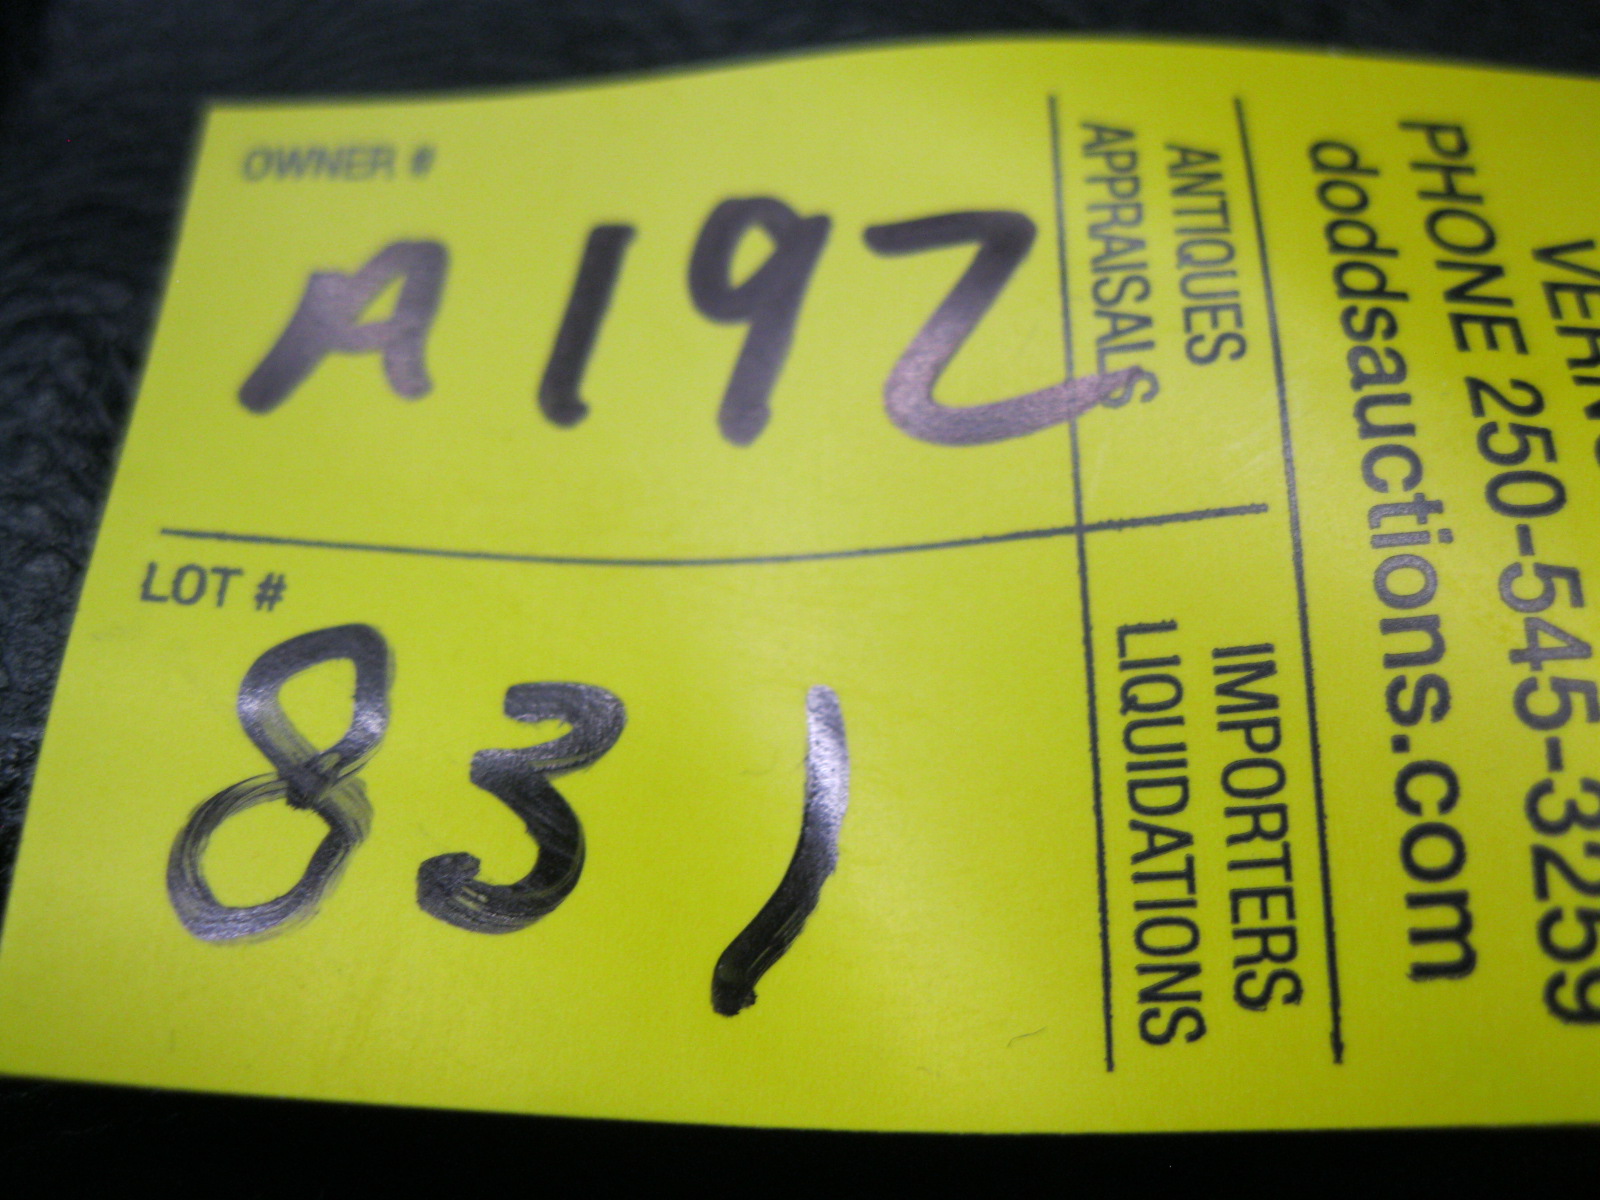 OWNER #
A192
LOT #
831
ANTIQUES
APPRAISALS
IMPORTERS
LIQUIDATIONS
PHONE 250-545-3259
doddsauctions.com